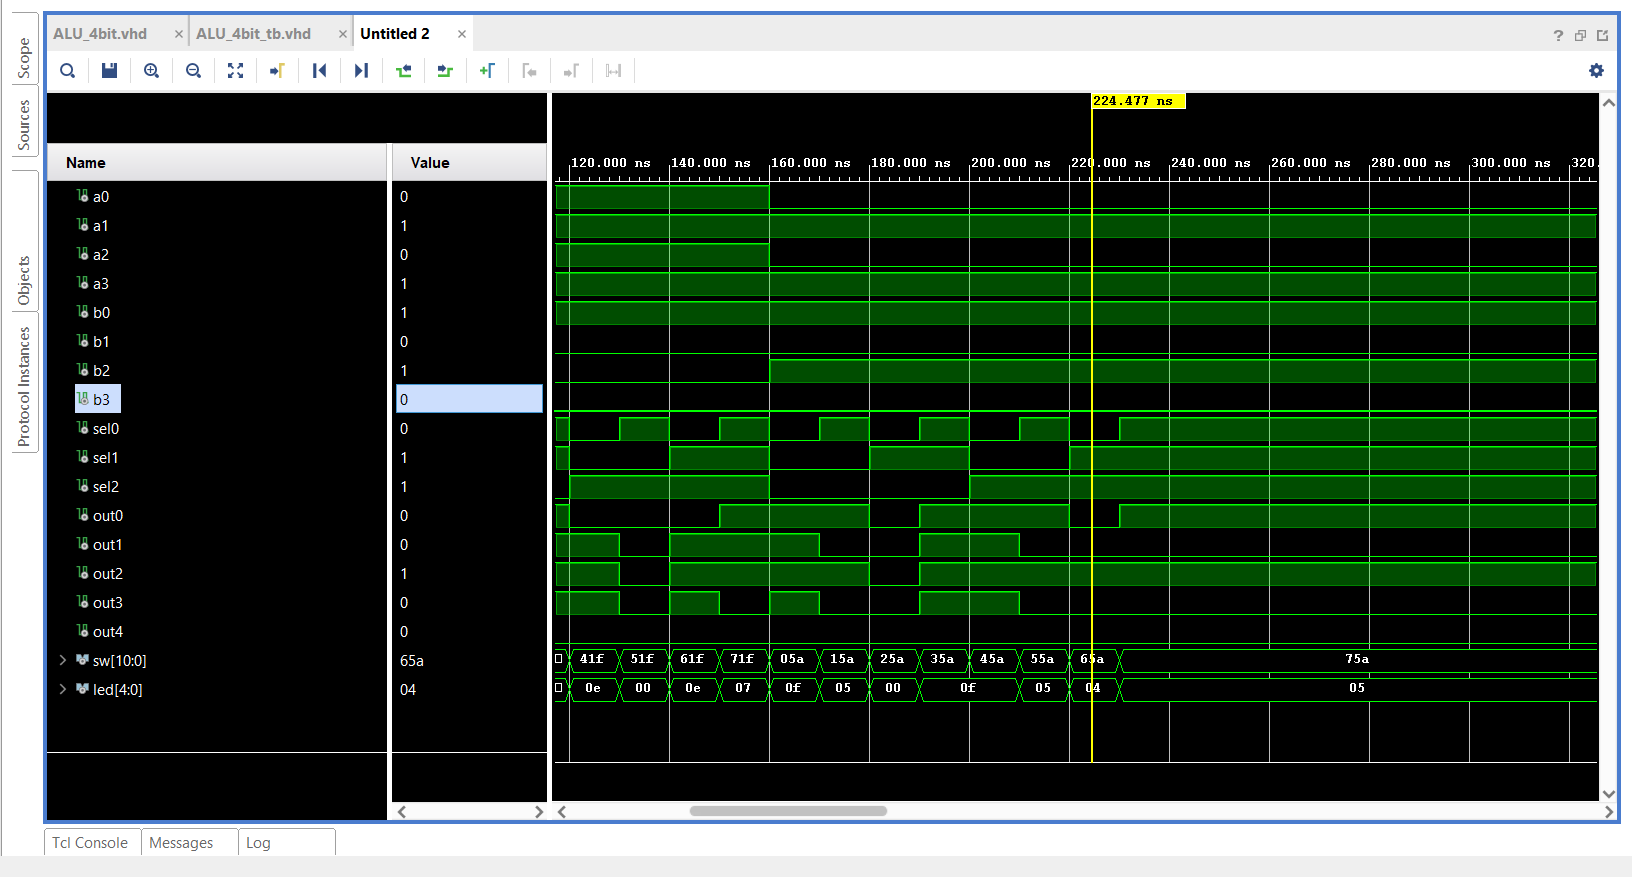 ALU_4bit.vhd × ALU_4bit_tb.vhd × Untitled 2 ×
?
Scope
Sources
Objects
Protocol Instances
224.477 ns
Name Value
120.000 ns 140.000 ns 160.000 ns 180.000 ns 200.000 ns 220.000 ns 240.000 ns 260.000 ns 280.000 ns 300.000 ns 320.
a0 0
a1 1
a2 0
a3 1
b0 1
b1 0
b2 1
b3 0
sel0 0
sel1 1
sel2 1
out0 0
out1 0
out2 1
out3 0
out4 0
sw[10:0] 65a 41f 51f 61f 71f 05a 15a 25a 35a 45a 55a 65a 75a
led[4:0] 04 0e 00 0e 07 0f 05 00 0f 05 04 05
Tcl Console Messages Log